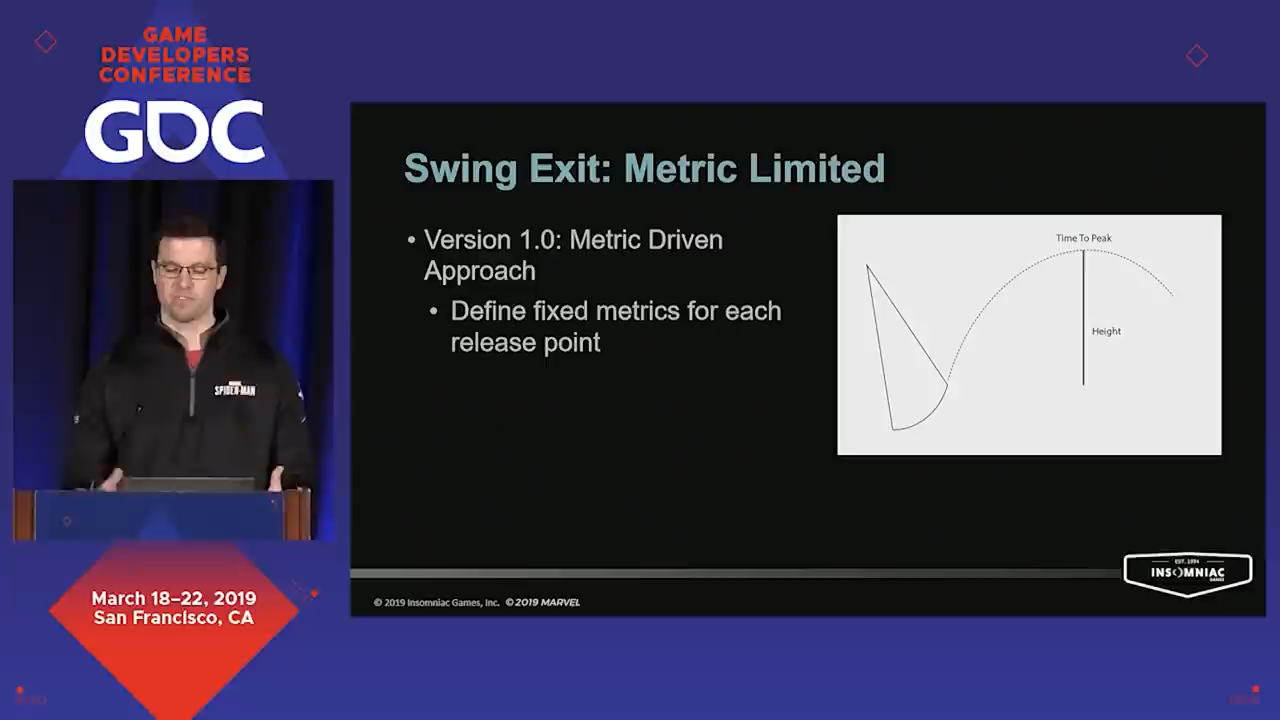 GAME
DEVELOPERS
CONFERENCE
GDC
MARVEL
SPIDER-MAN
March 18–22, 2019
San Francisco, CA
Swing Exit: Metric Limited
• Version 1.0: Metric Driven
Approach
• Define fixed metrics for each
release point
Time To Peak
Height
EST. 1994
INSOMNIAC
GAMES
© 2019 Insomniac Games, Inc. © 2019 MARVEL